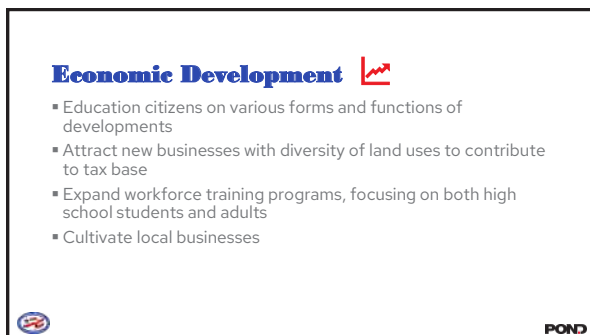 Economic Development
▪ Education citizens on various forms and functions of
developments
▪ Attract new businesses with diversity of land uses to contribute
to tax base
▪ Expand workforce training programs, focusing on both high
school students and adults
▪ Cultivate local businesses
POND